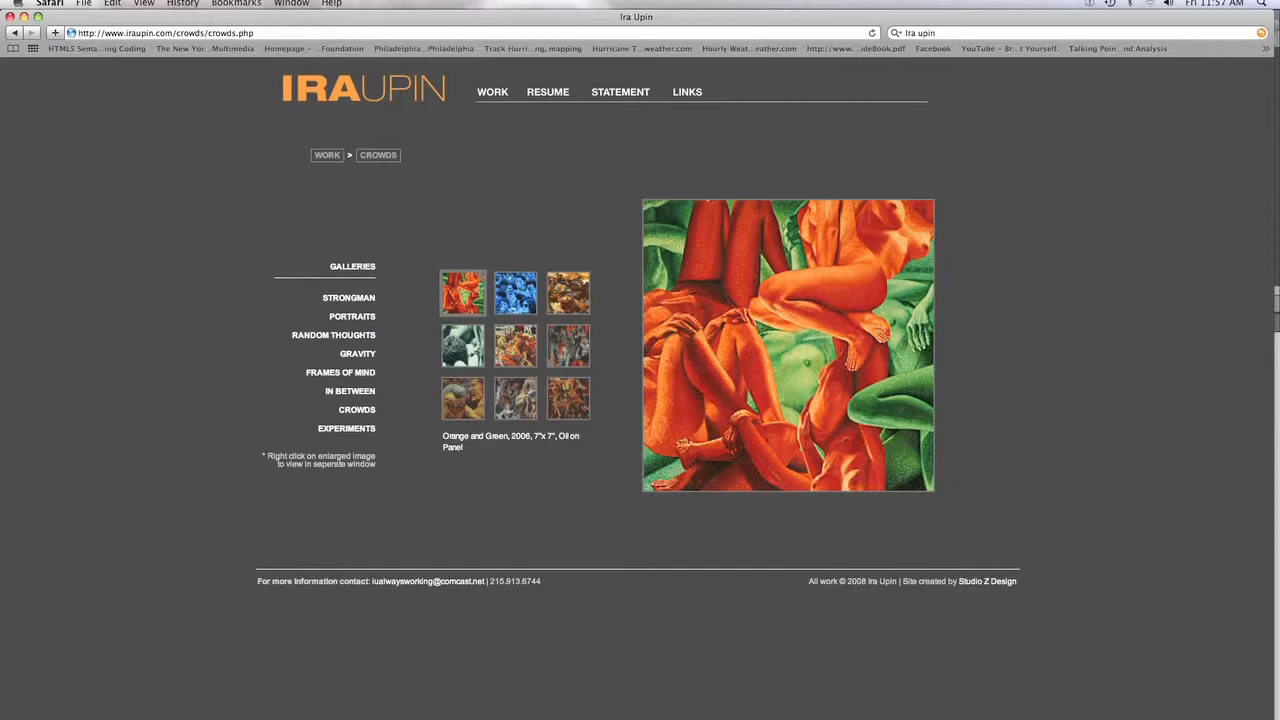 Safari File Edit View History Bookmarks Window Help Fri 11:57 AM
Ira Upin
http://www.iraupin.com/crowds/crowds.php Ira upin
HTML5 Sema...ing Coding The New Yor...Multimedia Homepage - ...Foundation Philadelphia...Philadelphia Track Hurri...ng, mapping Hurricane T...weather.com Hourly Weat...eather.com http://www...ideBook.pdf Facebook YouTube - Br...t Yourself. Talking Poin...nd Analysis
IRAUPIN
WORK RESUME STATEMENT LINKS
WORK > CROWDS
GALLERIES
STRONGMAN
PORTRAITS
RANDOM THOUGHTS
GRAVITY
FRAMES OF MIND
IN BETWEEN
CROWDS
EXPERIMENTS
* Right click on enlarged image
to view in seperate window
Orange and Green, 2006, 7"x 7", Oil on
Panel
For more information contact: iualwaysworking@comcast.net | 215.913.6744
All work © 2008 Ira Upin | Site created by Studio Z Design